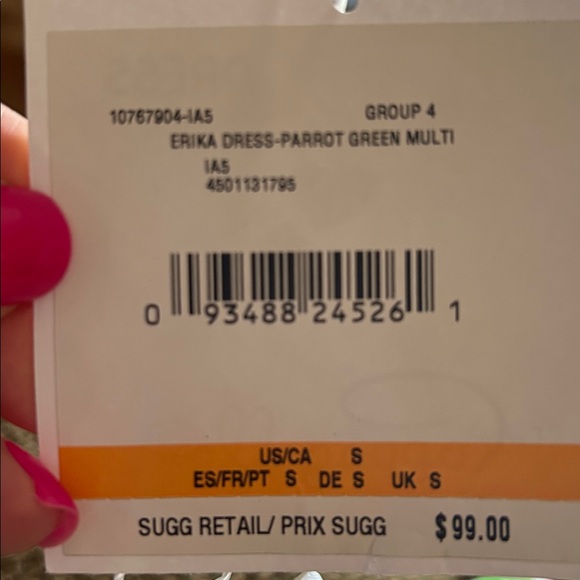 10767904-IA5 GROUP 4
ERIKA DRESS-PARROT GREEN MULTI
IA5
4501131795
0 93488 24526 1
US/CA S
ES/FR/PT S DE S UK S
SUGG RETAIL/ PRIX SUGG $99.00